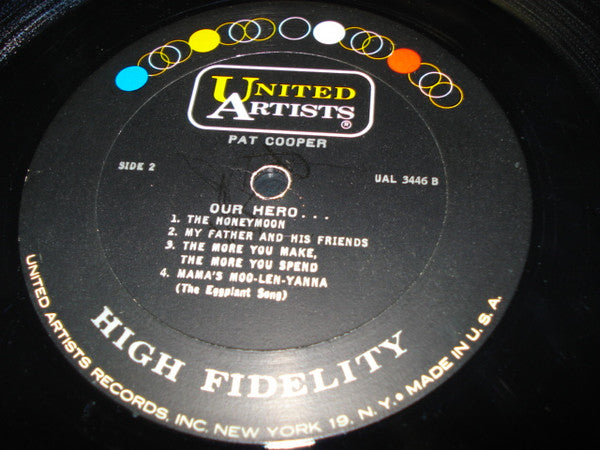 UNITED
ARTISTS®
PAT COOPER
SIDE 2
UAL 3446 B
OUR HERO...
1. THE HONEYMOON
2. MY FATHER AND HIS FRIENDS
3. THE MORE YOU MAKE,
THE MORE YOU SPEND
4. MAMA'S MOO-LEN-YANNA
(The Eggplant Song)
HIGH FIDELITY
UNITED ARTISTS RECORDS, INC. NEW YORK 19, N.Y. • MADE IN U.S.A.